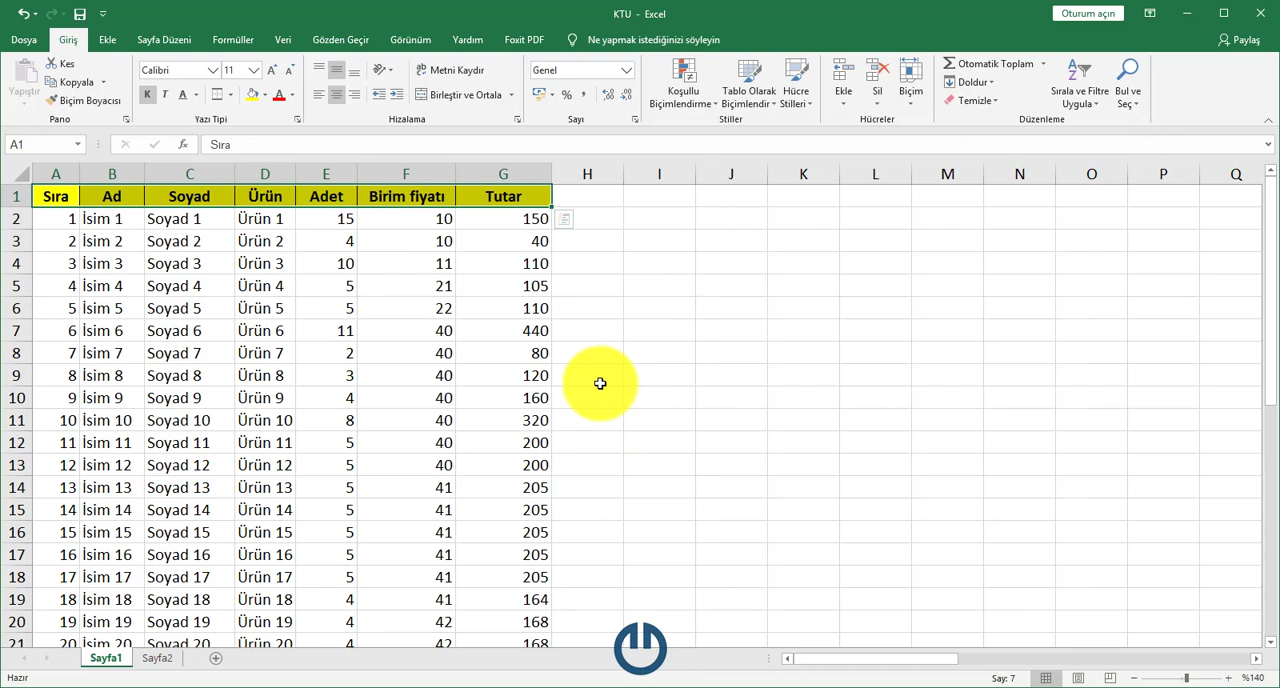 KTU - Excel
Oturum açın
Dosya Giriş Ekle Sayfa Düzeni Formüller Veri Gözden Geçir Görünüm Yardım Foxit PDF Ne yapmak istediğinizi söyleyin Paylaş
Yapıştır
Kes
Kopyala
Biçim Boyacısı
Pano
Calibri 11
K T A
Yazı Tipi
Metni Kaydır
Birleştir ve Ortala
Hizalama
Genel
Sayı
Koşullu Biçimlendirme
Tablo Olarak Biçimlendir
Hücre Stilleri
Stiller
Ekle
Sil
Biçim
Hücreler
Otomatik Toplam
Doldur
Temizle
Sırala ve Filtre Uygula
Bul ve Seç
Düzenleme
A1 fx Sıra
A B C D E F G H I J K L M N O P Q
1 Sıra Ad Soyad Ürün Adet Birim fiyatı Tutar
2 1 İsim 1 Soyad 1 Ürün 1 15 10 150
3 2 İsim 2 Soyad 2 Ürün 2 4 10 40
4 3 İsim 3 Soyad 3 Ürün 3 10 11 110
5 4 İsim 4 Soyad 4 Ürün 4 5 21 105
6 5 İsim 5 Soyad 5 Ürün 5 5 22 110
7 6 İsim 6 Soyad 6 Ürün 6 11 40 440
8 7 İsim 7 Soyad 7 Ürün 7 2 40 80
9 8 İsim 8 Soyad 8 Ürün 8 3 40 120
10 9 İsim 9 Soyad 9 Ürün 9 4 40 160
11 10 İsim 10 Soyad 10 Ürün 10 8 40 320
12 11 İsim 11 Soyad 11 Ürün 11 5 40 200
13 12 İsim 12 Soyad 12 Ürün 12 5 40 200
14 13 İsim 13 Soyad 13 Ürün 13 5 41 205
15 14 İsim 14 Soyad 14 Ürün 14 5 41 205
16 15 İsim 15 Soyad 15 Ürün 15 5 41 205
17 16 İsim 16 Soyad 16 Ürün 16 5 41 205
18 17 İsim 17 Soyad 17 Ürün 17 5 41 205
19 18 İsim 18 Soyad 18 Ürün 18 4 41 164
20 19 İsim 19 Soyad 19 Ürün 19 4 42 168
21 20 İsim 20 Soyad 20 Ürün 20 4 42 168
Sayfa1 Sayfa2
Hazır Say: 7 %140